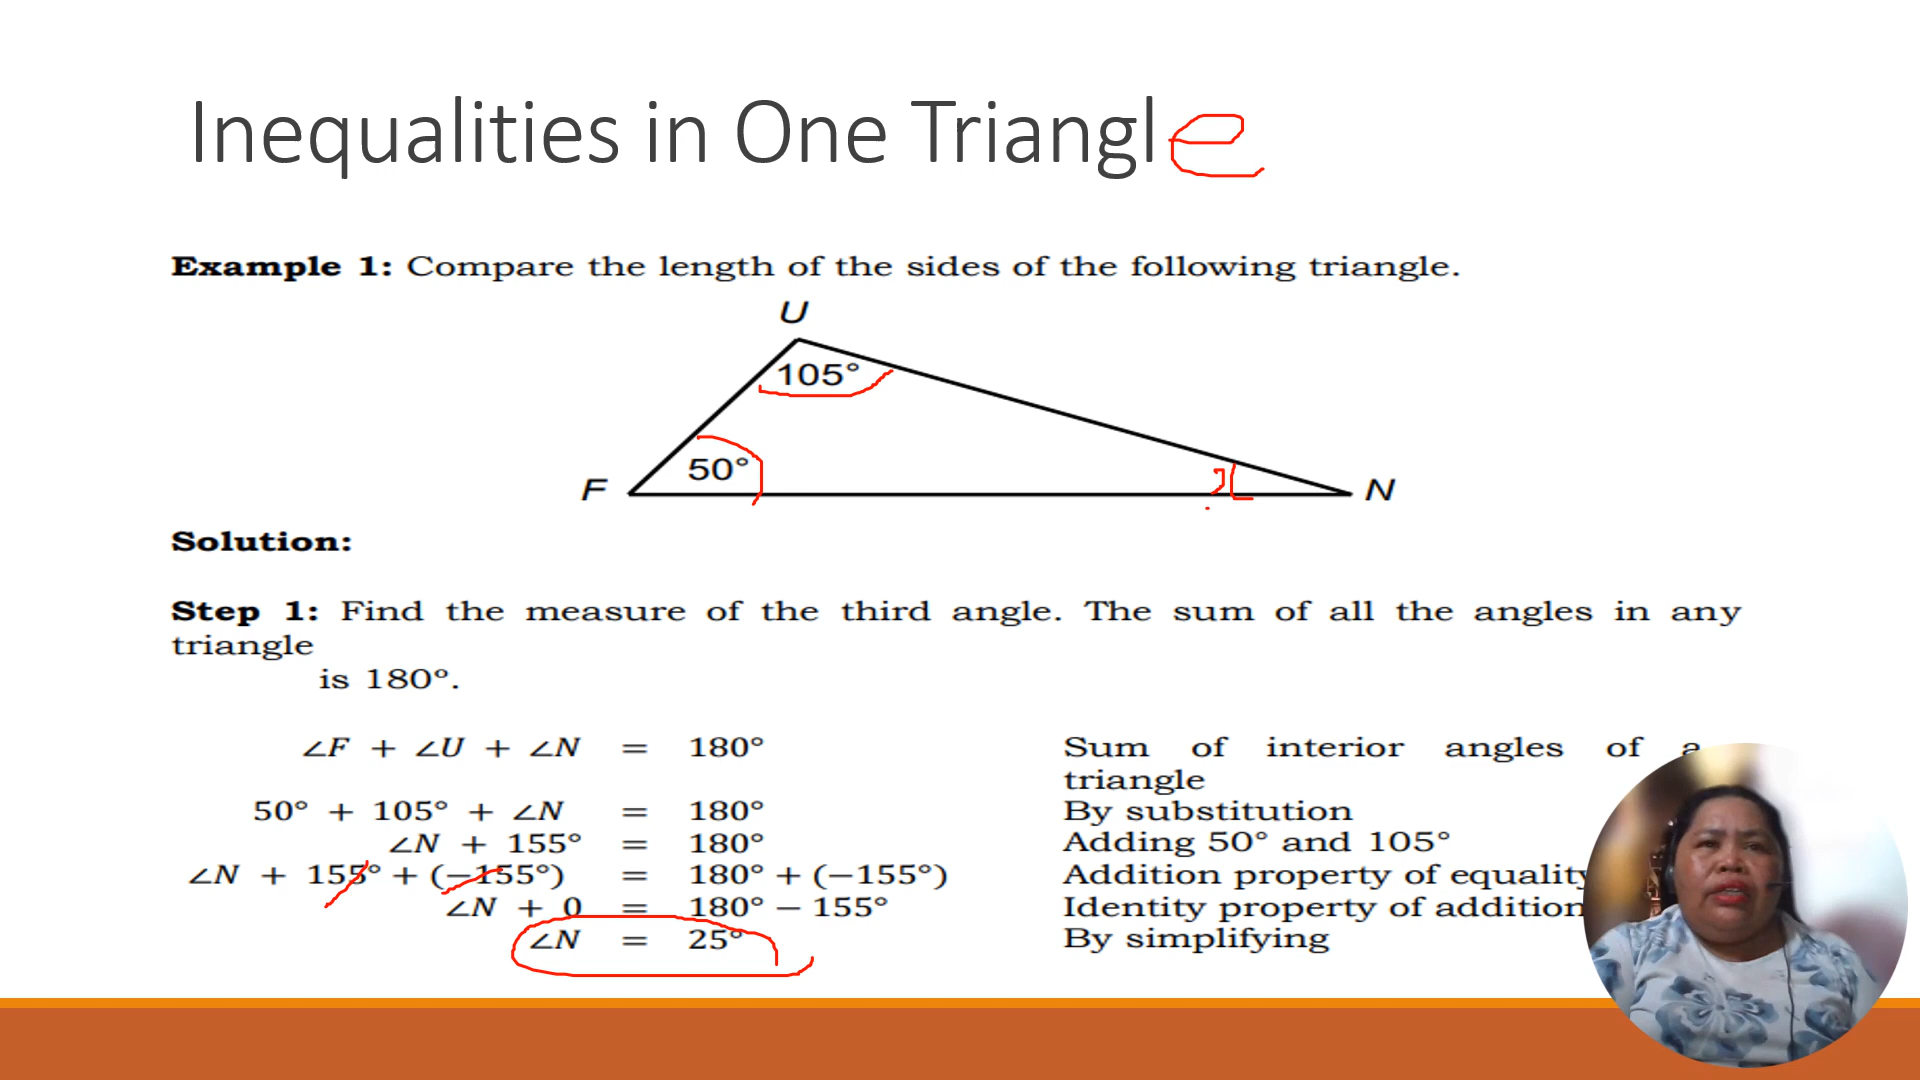 Inequalities in One Triangle
Example 1: Compare the length of the sides of the following triangle.
U
105°
50°
F
N
Solution:
Step 1: Find the measure of the third angle. The sum of all the angles in any
triangle
is 180°.
∠F + ∠U + ∠N = 180° Sum of interior angles of a
triangle
50° + 105° + ∠N = 180° By substitution
∠N + 155° = 180° Adding 50° and 105°
∠N + 155° + (−155°) = 180° + (−155°) Addition property of equality
∠N + 0 = 180° − 155° Identity property of addition
∠N = 25° By simplifying